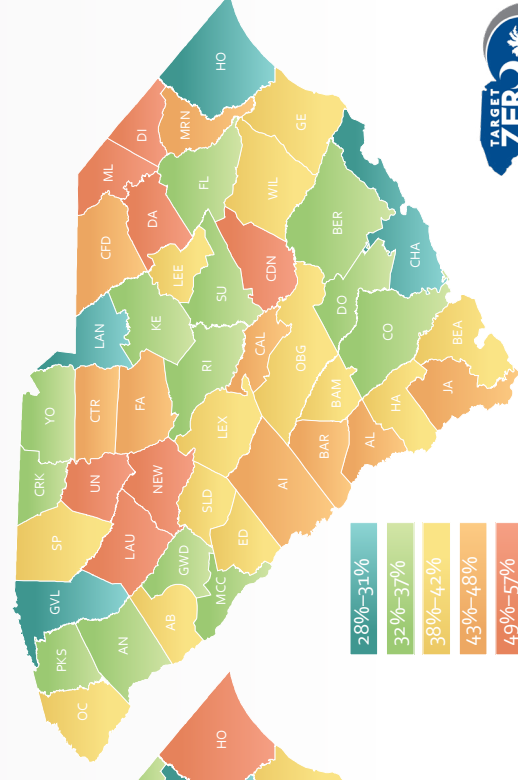 CRK
YO
GVL
SP
PKS
OC
UN
CTR
LAN
CFD
ML
AN
LAU
FA
DI
KE
DA
NEW
AB
LEE
GWD
MRN
SLD
RI
FL
MCC
LEX
SU
HO
HO
ED
CAL
CDN
WIL
AI
OBG
GE
BAR
BAM
DO
BER
AL
CO
HA
CHA
JA
BEA
28%–31%
32%–37%
38%–42%
43%–48%
49%–57%
TARGET